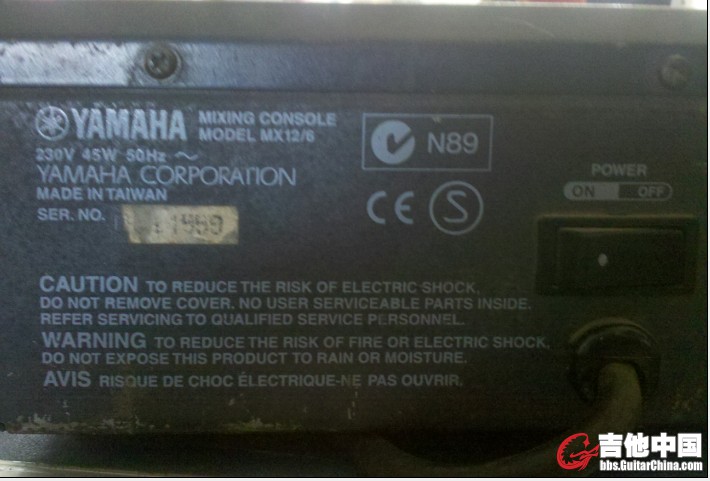 YAMAHA MIXING CONSOLE
MODEL MX12/6
230V 45W 50Hz ~
YAMAHA CORPORATION
MADE IN TAIWAN
SER. NO.
N89
CE S
POWER
ON OFF
CAUTION TO REDUCE THE RISK OF ELECTRIC SHOCK.
DO NOT REMOVE COVER. NO USER SERVICEABLE PARTS INSIDE.
REFER SERVICING TO QUALIFIED SERVICE PERSONNEL.
WARNING TO REDUCE THE RISK OF FIRE OR ELECTRIC SHOCK,
DO NOT EXPOSE THIS PRODUCT TO RAIN OR MOISTURE.
AVIS RISQUE DE CHOC ÉLECTRIQUE-NE PAS OUVRIR.
吉他中国
bbs.GuitarChina.com